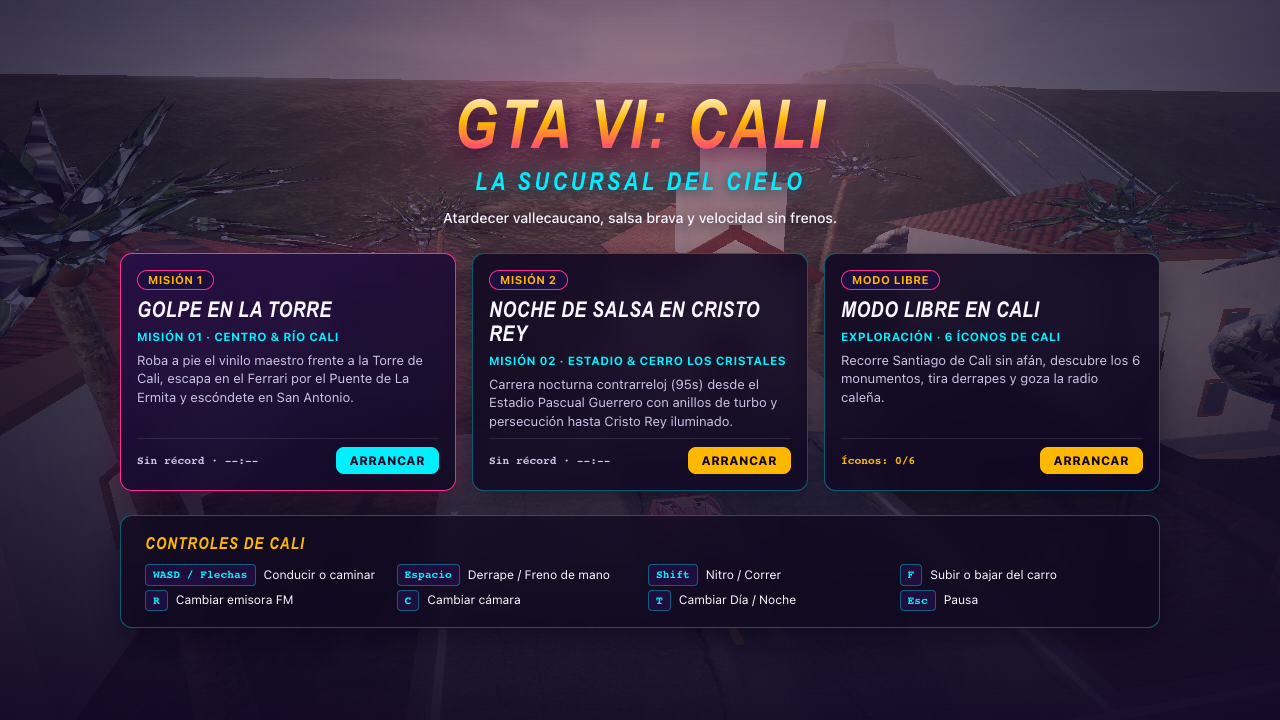 GTA VI: CALI
LA SUCURSAL DEL CIELO
Atardecer vallecaucano, salsa brava y velocidad sin frenos.
MISIÓN 1
GOLPE EN LA TORRE
MISIÓN 01 · CENTRO & RÍO CALI
Roba a pie el vinilo maestro frente a la Torre de
Cali, escapa en el Ferrari por el Puente de La
Ermita y escóndete en San Antonio.
Sin récord · --:--
ARRANCAR
MISIÓN 2
NOCHE DE SALSA EN CRISTO
REY
MISIÓN 02 · ESTADIO & CERRO LOS CRISTALES
Carrera nocturna contrarreloj (95s) desde el
Estadio Pascual Guerrero con anillos de turbo y
persecución hasta Cristo Rey iluminado.
Sin récord · --:--
ARRANCAR
MODO LIBRE
MODO LIBRE EN CALI
EXPLORACIÓN · 6 ÍCONOS DE CALI
Recorre Santiago de Cali sin afán, descubre los 6
monumentos, tira derrapes y goza la radio
caleña.
Íconos: 0/6
ARRANCAR
CONTROLES DE CALI
WASD / Flechas Conducir o caminar
Espacio Derrape / Freno de mano
Shift Nitro / Correr
F Subir o bajar del carro
R Cambiar emisora FM
C Cambiar cámara
T Cambiar Día / Noche
Esc Pausa